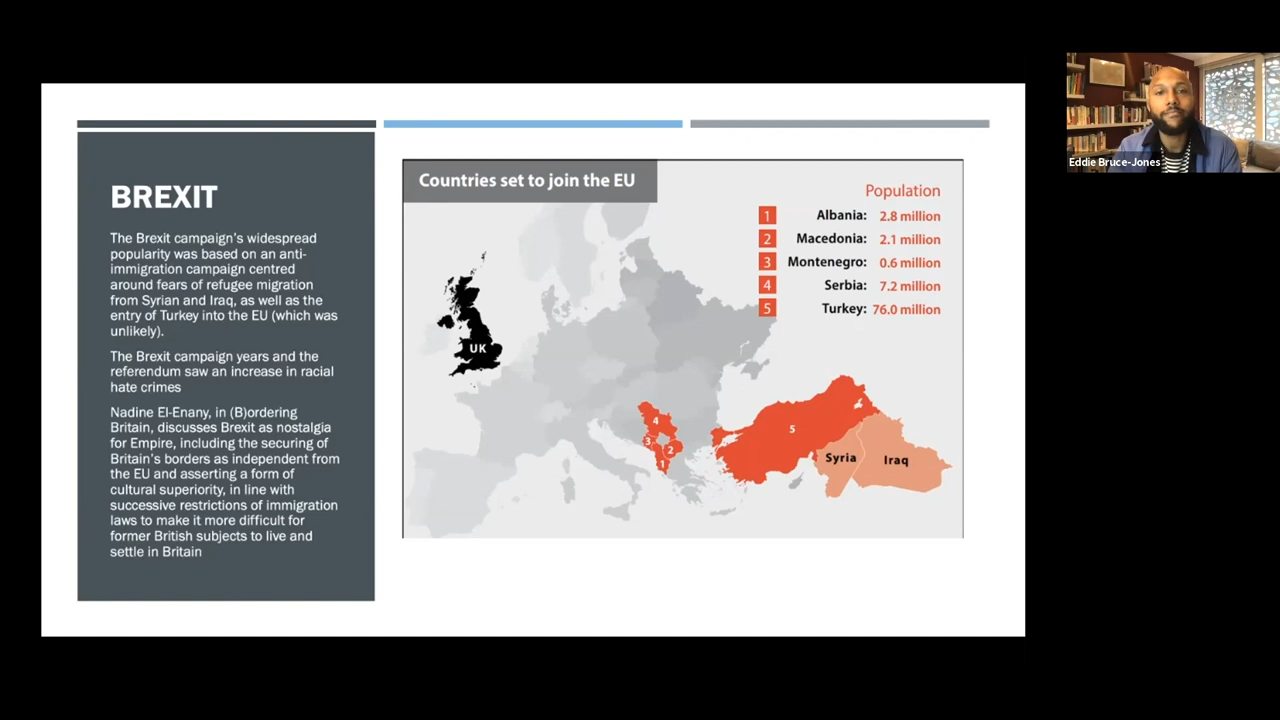 BREXIT
The Brexit campaign's widespread
popularity was based on an anti-
immigration campaign centred
around fears of refugee migration
from Syrian and Iraq, as well as the
entry of Turkey into the EU (which was
unlikely).
The Brexit campaign years and the
referendum saw an increase in racial
hate crimes
Nadine El-Enany, in (B)ordering
Britain, discusses Brexit as nostalgia
for Empire, including the securing of
Britain's borders as independent from
the EU and asserting a form of
cultural superiority, in line with
successive restrictions of immigration
laws to make it more difficult for
former British subjects to live and
settle in Britain
Countries set to join the EU
Population
1 Albania: 2.8 million
2 Macedonia: 2.1 million
3 Montenegro: 0.6 million
4 Serbia: 7.2 million
5 Turkey: 76.0 million
UK
4
3
2
1
5
Syria
Iraq
Eddie Bruce-Jones